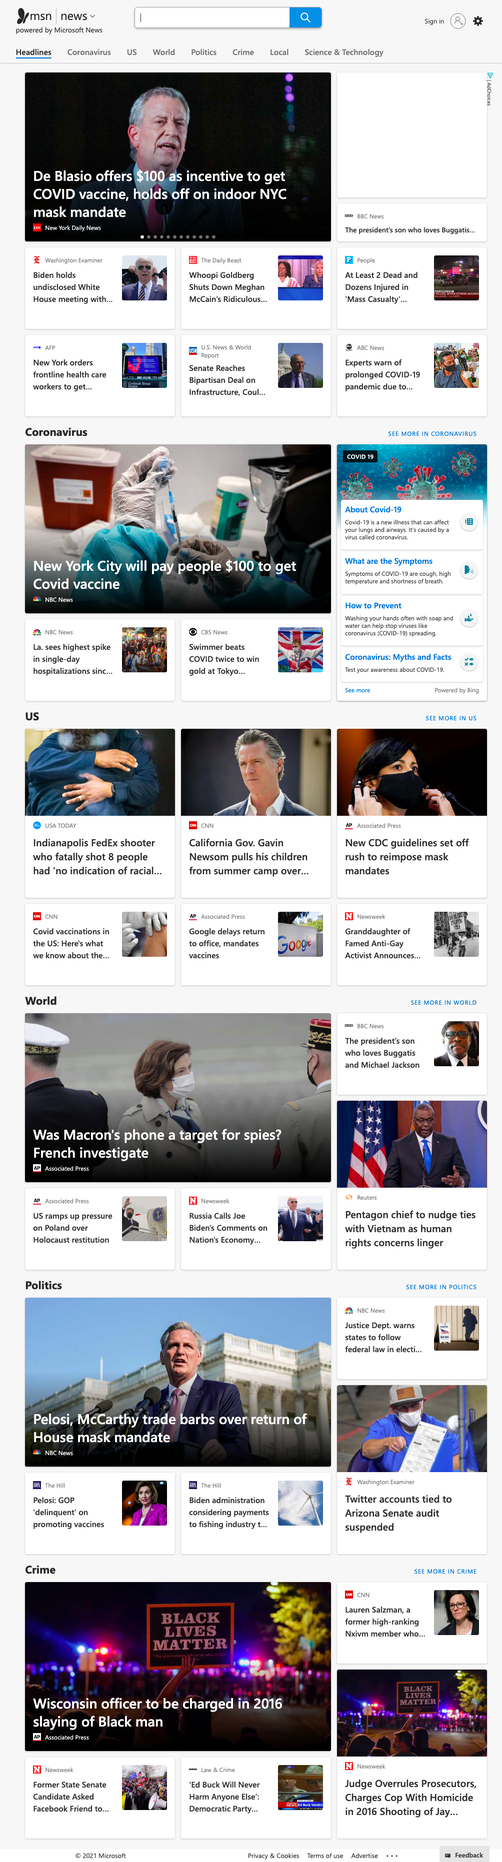 msn | news
powered by Microsoft News
Sign in
Headlines Coronavirus US World Politics Crime Local Science & Technology
De Blasio offers $100 as incentive to get
COVID vaccine, holds off on indoor NYC
mask mandate
New York Daily News
AdChoices
BBC News
The president's son who loves Buggatis...
Washington Examiner
Biden holds
undisclosed White
House meeting with...
The Daily Beast
Whoopi Goldberg
Shuts Down Meghan
McCain's Ridiculous...
People
At Least 2 Dead and
Dozens Injured in
'Mass Casualty'...
AFP
New York orders
frontline health care
workers to get...
U.S. News & World
Report
Senate Reaches
Bipartisan Deal on
Infrastructure, Coul...
ABC News
Experts warn of
prolonged COVID-19
pandemic due to...
Coronavirus
SEE MORE IN CORONAVIRUS
New York City will pay people $100 to get
Covid vaccine
NBC News
COVID 19
About Covid-19
Covid-19 is a new illness that can affect
your lungs and airways. It's caused by a
virus called coronavirus.
What are the Symptoms
Symptoms of COVID-19 are cough, high
temperature and shortness of breath.
How to Prevent
Washing your hands often with soap and
water can help stop viruses like
coronavirus (COVID-19) spreading.
Coronavirus: Myths and Facts
Test your awareness about COVID-19.
See more
Powered by Bing
NBC News
La. sees highest spike
in single-day
hospitalizations sinc...
CBS News
Swimmer beats
COVID twice to win
gold at Tokyo...
US
SEE MORE IN US
USA TODAY
Indianapolis FedEx shooter
who fatally shot 8 people
had 'no indication of racial...
CNN
California Gov. Gavin
Newsom pulls his children
from summer camp over...
AP Associated Press
New CDC guidelines set off
rush to reimpose mask
mandates
CNN
Covid vaccinations in
the US: Here's what
we know about the...
AP Associated Press
Google delays return
to office, mandates
vaccines
Google
Newsweek
Granddaughter of
Famed Anti-Gay
Activist Announces...
World
SEE MORE IN WORLD
Was Macron's phone a target for spies?
French investigate
AP Associated Press
BBC News
The president's son
who loves Buggatis
and Michael Jackson
Reuters
Pentagon chief to nudge ties
with Vietnam as human
rights concerns linger
AP Associated Press
US ramps up pressure
on Poland over
Holocaust restitution
Newsweek
Russia Calls Joe
Biden's Comments on
Nation's Economy...
Politics
SEE MORE IN POLITICS
Pelosi, McCarthy trade barbs over return of
House mask mandate
NBC News
NBC News
Justice Dept. warns
states to follow
federal law in electi...
Washington Examiner
Twitter accounts tied to
Arizona Senate audit
suspended
The Hill
Pelosi: GOP
'delinquent' on
promoting vaccines
The Hill
Biden administration
considering payments
to fishing industry t...
Crime
SEE MORE IN CRIME
BLACK
LIVES
MATTER
Wisconsin officer to be charged in 2016
slaying of Black man
AP Associated Press
CNN
Lauren Salzman, a
former high-ranking
Nxivm member who...
BLACK
LIVES
MATTER
Newsweek
Judge Overrules Prosecutors,
Charges Cop With Homicide
in 2016 Shooting of Jay...
Newsweek
Former State Senate
Candidate Asked
Facebook Friend to...
Law & Crime
'Ed Buck Will Never
Harm Anyone Else':
Democratic Party...
© 2021 Microsoft
Privacy & Cookies Terms of use Advertise ...
Feedback